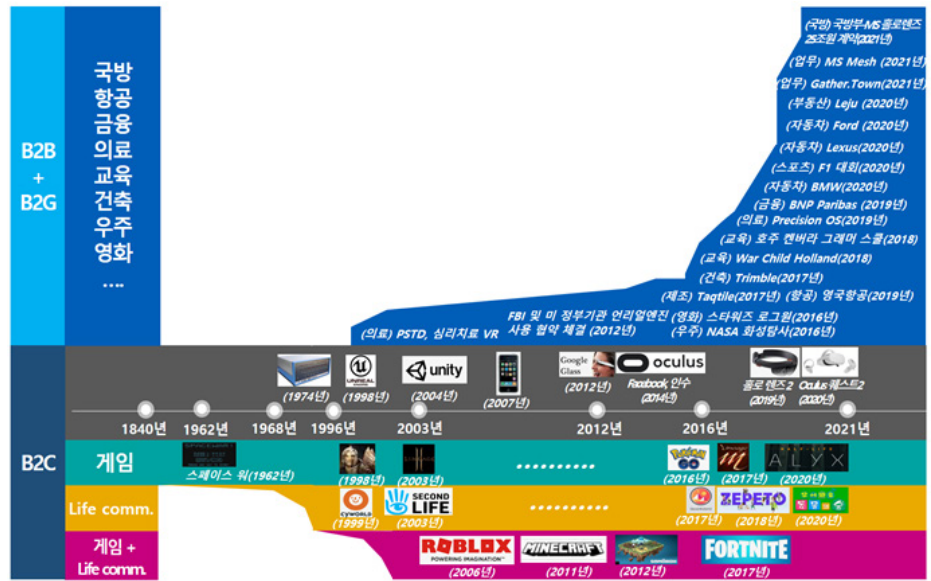 B2B
+
B2G
국방
항공
금융
의료
교육
건축
우주
영화
....
(국방) 국방부-MS 홀로렌즈
25조원 계약(2021년)
(업무) MS Mesh (2021년)
(업무) Gather.Town(2021년)
(부동산) Leju (2020년)
(자동차) Ford (2020년)
(자동차) Lexus(2020년)
(스포츠) F1 대회(2020년)
(자동차) BMW(2020년)
(금융) BNP Paribas (2019년)
(의료) Precision OS(2019년)
(교육) 호주 켄버라 그래머 스쿨(2018)
(교육) War Child Holland(2018)
(건축) Trimble(2017년)
(제조) Taqtile(2017년) (항공) 영국항공(2019년)
FBI 및 미 정부기관 언리얼엔진 (영화) 스타워즈 로그원(2016년)
(의료) PSTD, 심리치료 VR 사용 협약 체결 (2012년) (우주) NASA 화성탐사(2016년)
B2C
UNREAL
unity
Google
Glass
oculus
(1974년) (1998년) (2004년) (2007년) (2012년)
Facebook, 인수
(2014년)
홀로 렌즈 2
(2019년)
Oculus 퀘스트2
(2020년)
1840년 1962년 1968년 1996년 2003년 2012년 2016년 2021년
게임
스페이스 워(1962년)
(1998년) (2003년)
..........
POKÉMON
GO
(2016년) (2017년)
ALYX
(2020년)
Life comm.
CYWORLD
(1999년)
SECOND
LIFE
(2003년)
..........
(2017년)
ZEPETO
(2018년) (2020년)
게임 +
Life comm.
ROBLOX
POWERING IMAGINATION
(2006년)
MINECRAFT
(2011년) (2012년)
FORTNITE
(2017년)